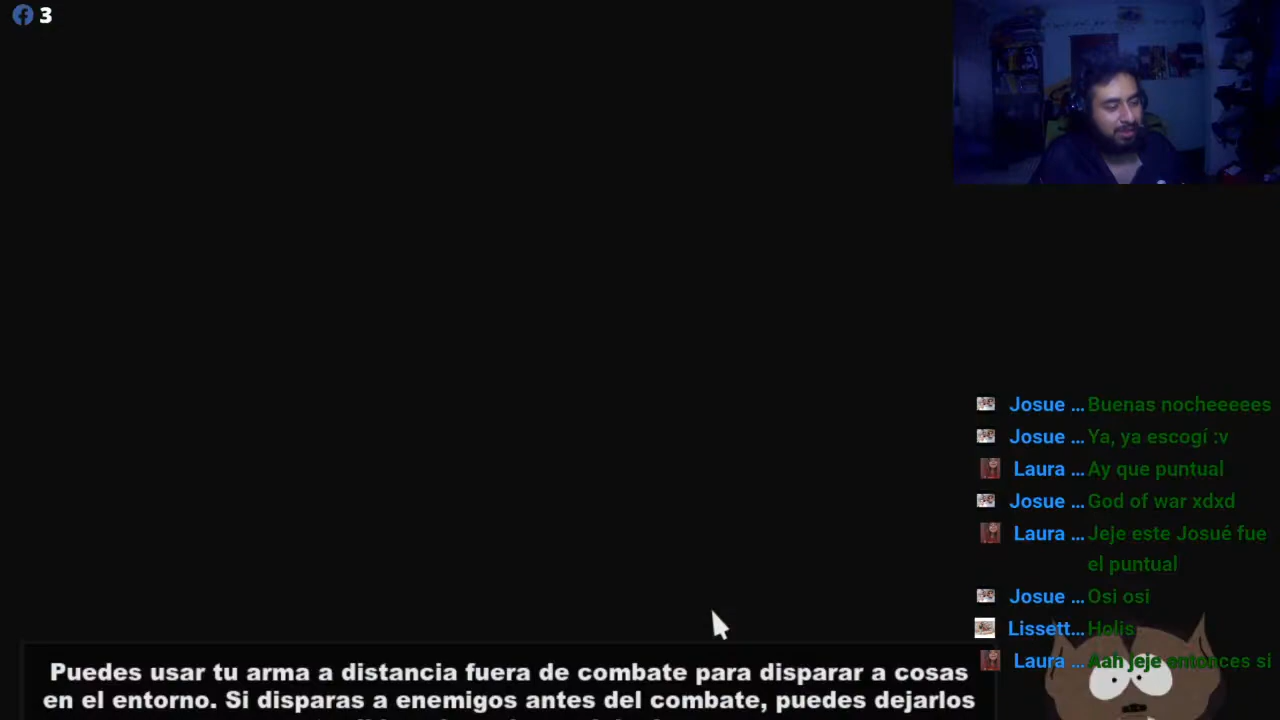 3
Josue ... Buenas nocheeeees
Josue ... Ya, ya escogí :v
Laura ... Ay que puntual
Josue ... God of war xdxd
Laura ... Jeje este Josué fue
el puntual
Josue ... Osi osi
Lissett... Holis
Laura ... Aah jeje entonces si
Puedes usar tu arma a distancia fuera de combate para disparar a cosas
en el entorno. Si disparas a enemigos antes del combate, puedes dejarlos